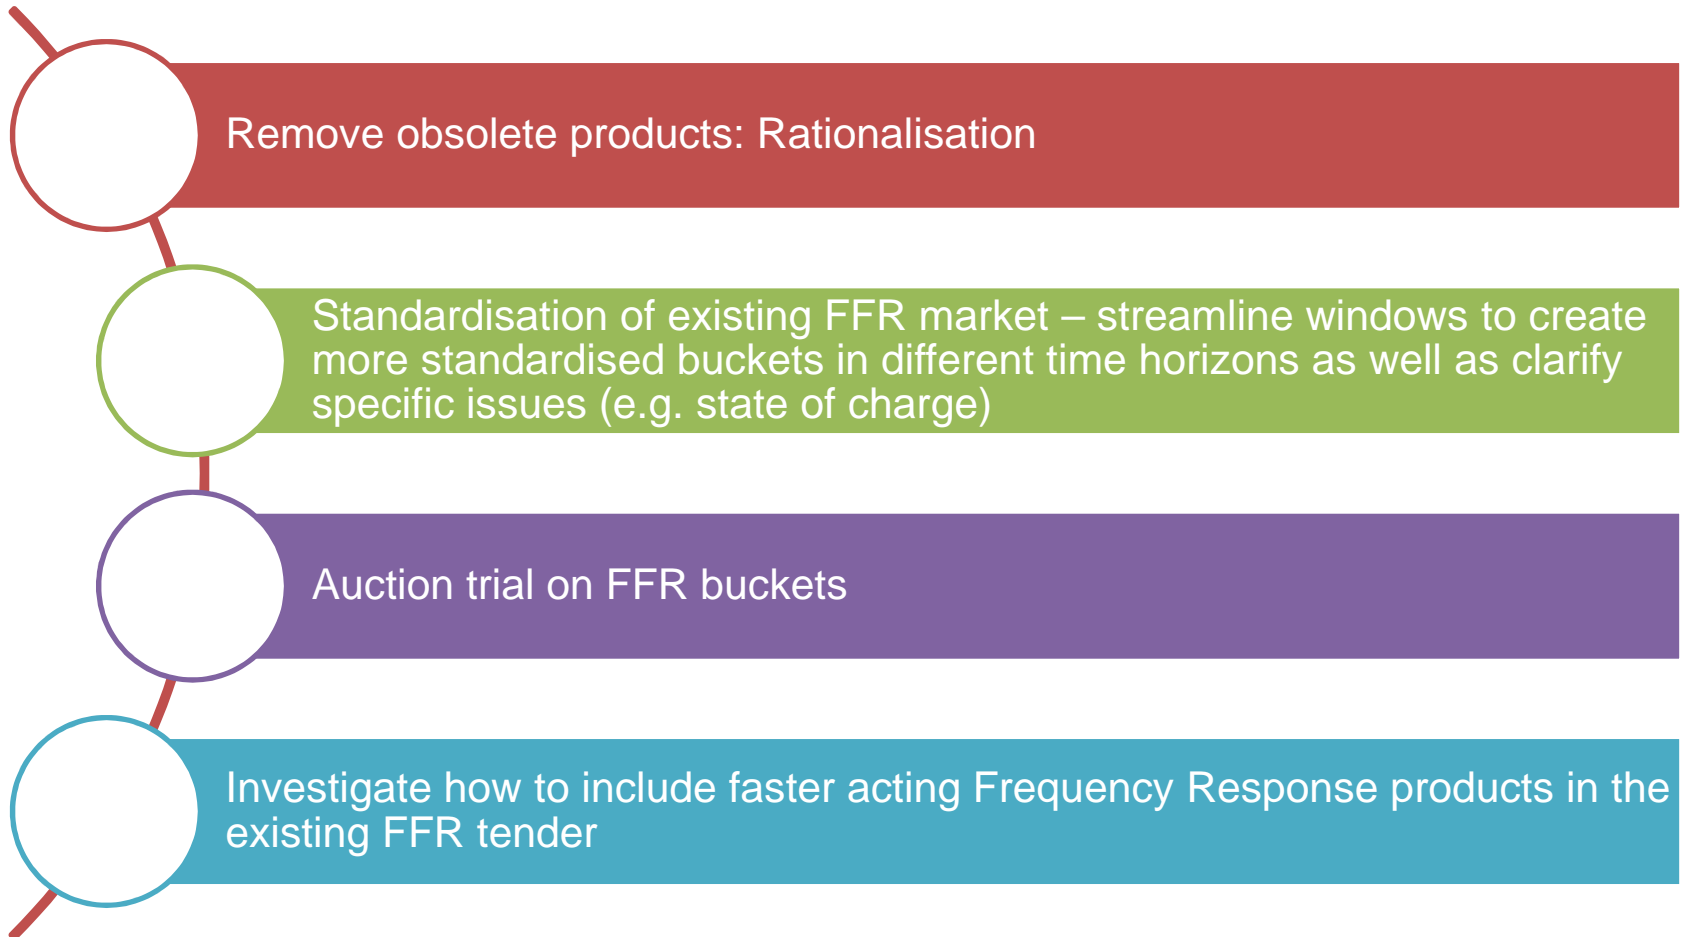 Remove obsolete products: Rationalisation
Standardisation of existing FFR market – streamline windows to create
more standardised buckets in different time horizons as well as clarify
specific issues (e.g. state of charge)
Auction trial on FFR buckets
Investigate how to include faster acting Frequency Response products in the
existing FFR tender